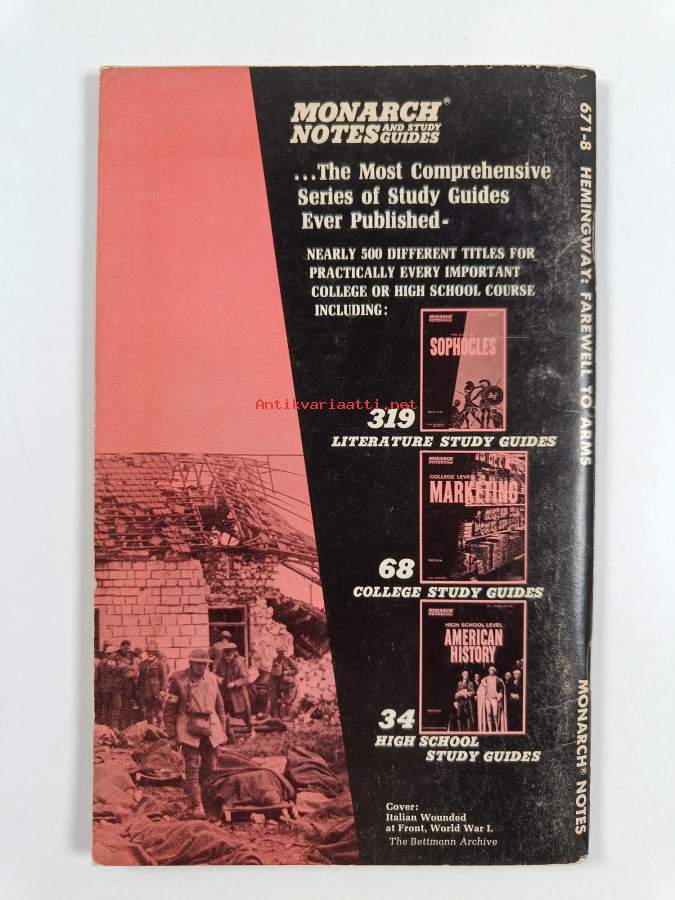 MONARCH®
NOTES AND STUDY GUIDES
...The Most Comprehensive
Series of Study Guides
Ever Published-
NEARLY 500 DIFFERENT TITLES FOR
PRACTICALLY EVERY IMPORTANT
COLLEGE OR HIGH SCHOOL COURSE
INCLUDING:
MONARCH
SOPHOCLES
Antikvariaatti.net
319
LITERATURE STUDY GUIDES
MONARCH
COLLEGE LEVEL
MARKETING
68
COLLEGE STUDY GUIDES
MONARCH
HIGH SCHOOL LEVEL
AMERICAN
HISTORY
34
HIGH SCHOOL
STUDY GUIDES
Cover:
Italian Wounded
at Front, World War I.
The Bettmann Archive
671-8 HEMINGWAY: FAREWELL TO ARMS MONARCH® NOTES